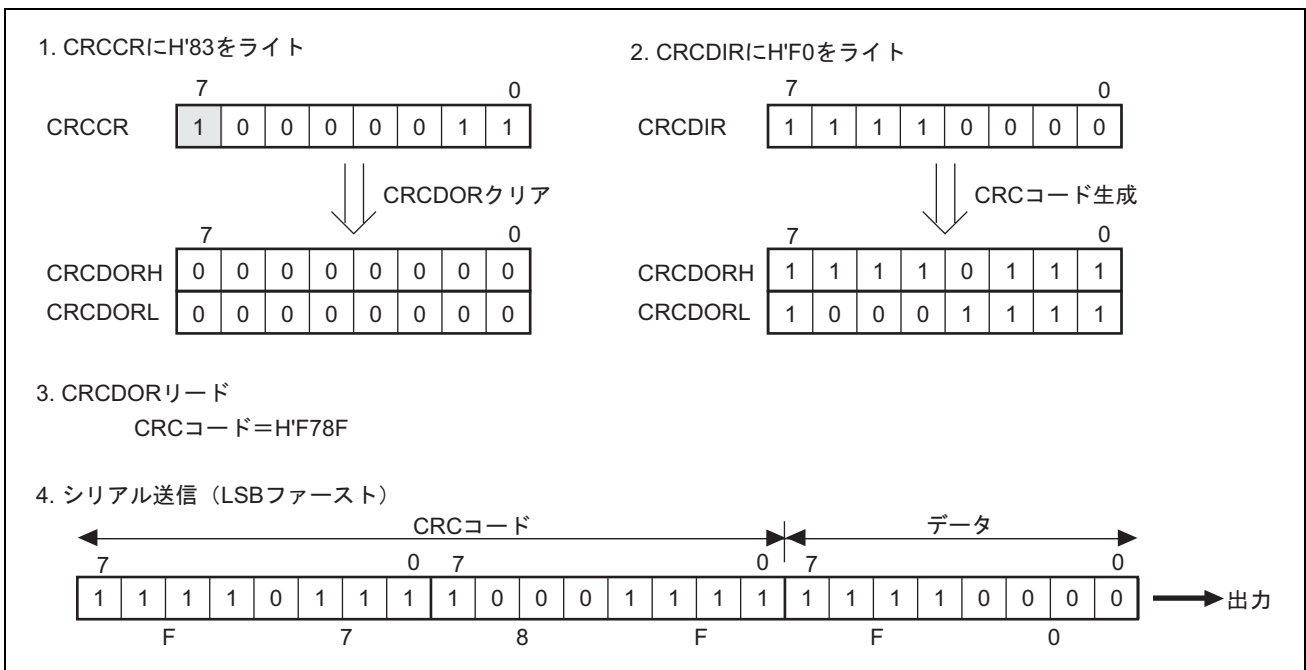 1. CRCCRにH'83をライト
7 0
CRCCR 1 0 0 0 0 0 1 1
CRCDORクリア
7 0
CRCDORH 0 0 0 0 0 0 0 0
CRCDORL 0 0 0 0 0 0 0 0
2. CRCDIRにH'F0をライト
7 0
CRCDIR 1 1 1 1 0 0 0 0
CRCコード生成
7 0
CRCDORH 1 1 1 1 0 1 1 1
CRCDORL 1 0 0 0 1 1 1 1
3. CRCDORリード
CRCコード＝H'F78F
4. シリアル送信（LSBファースト）
CRCコード データ
7 0 7 0 7 0
1 1 1 1 0 1 1 1 1 0 0 0 1 1 1 1 1 1 1 1 0 0 0 0 出力
F 7 8 F F 0